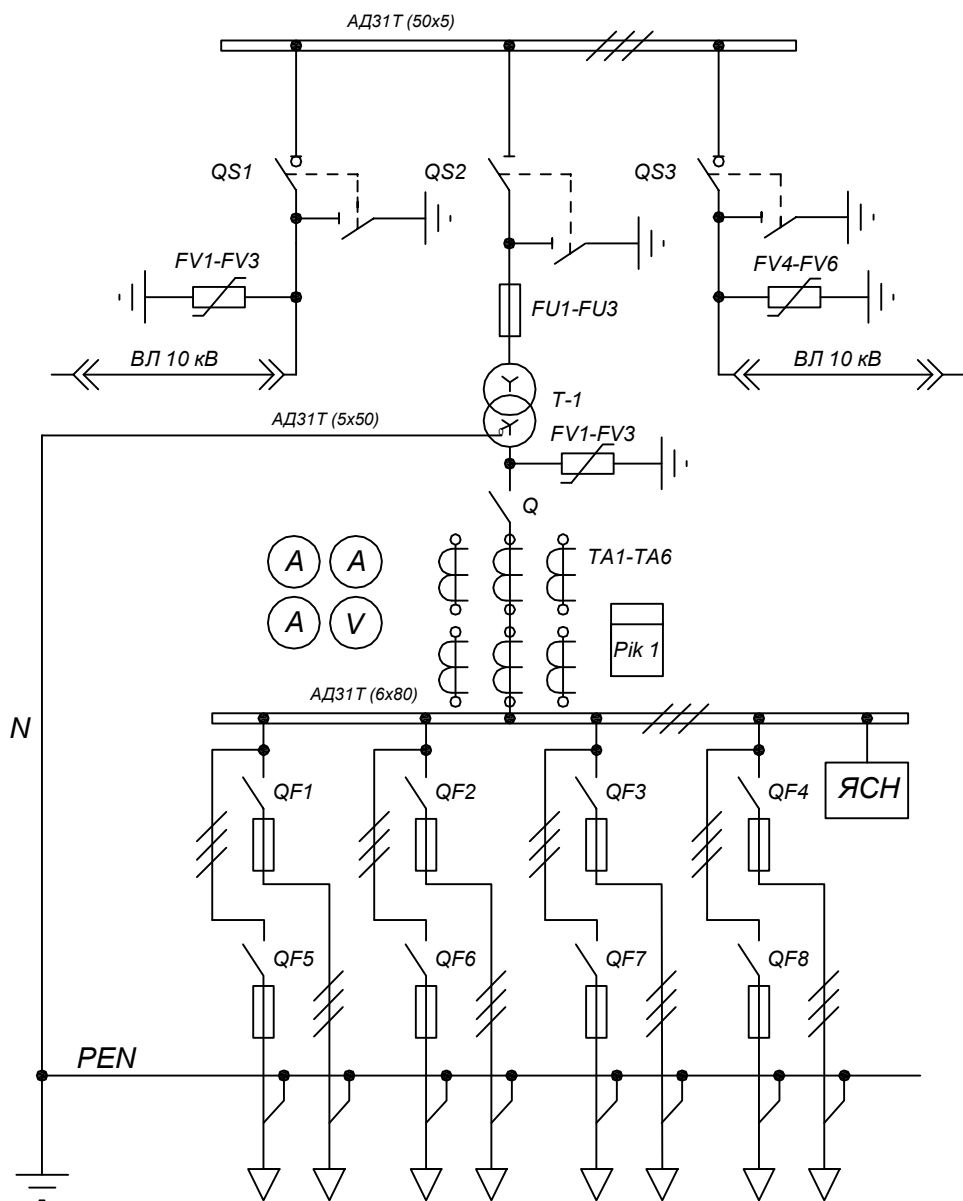 АД31Т (50х5)
QS1
QS2
QS3
FV1-FV3
FV4-FV6
FU1-FU3
ВЛ 10 кВ
ВЛ 10 кВ
Т-1
АД31Т (5х50)
FV1-FV3
Q
A
A
TA1-TA6
A
V
Pik 1
АД31Т (6х80)
N
QF1
QF2
QF3
QF4
ЯСН
QF5
QF6
QF7
QF8
PEN